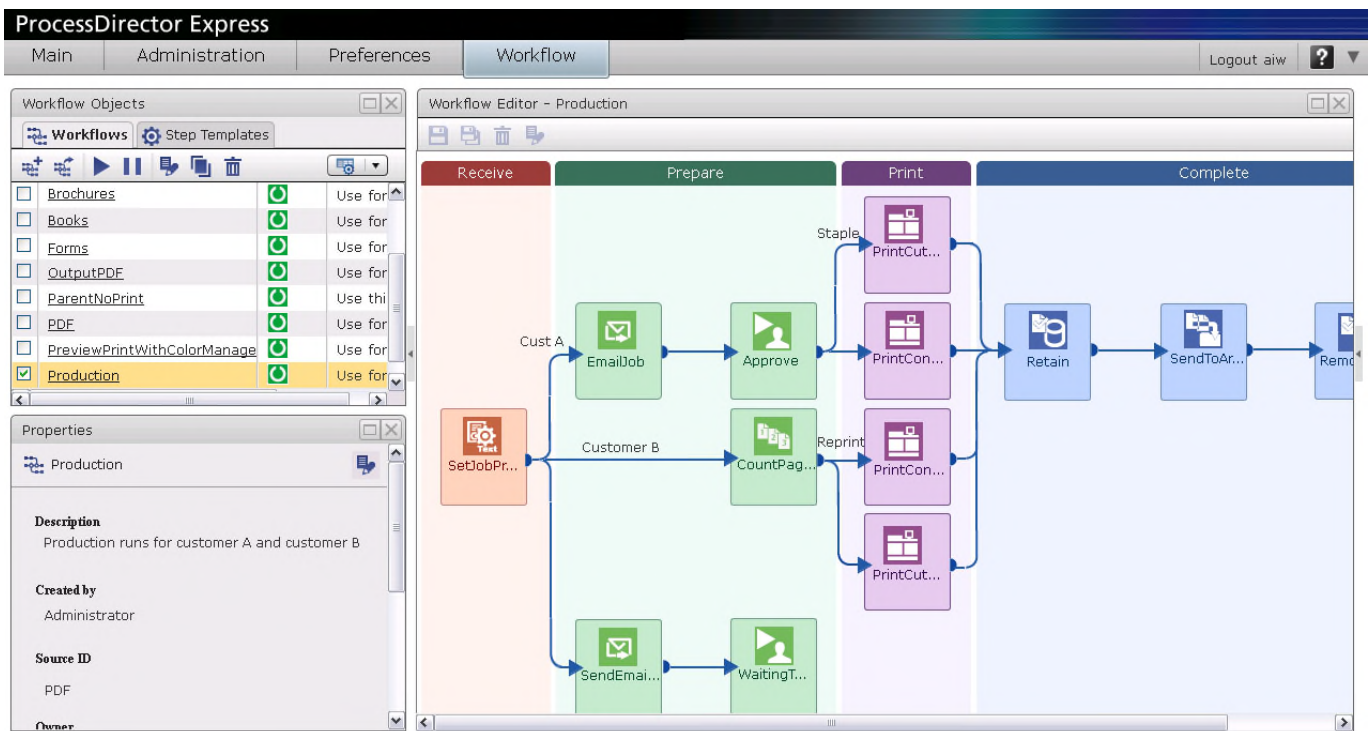 ProcessDirector Express
Main Administration Preferences Workflow Logout aiw ?
Workflow Objects
Workflows Step Templates
Brochures Use for
Books Use for
Forms Use for
OutputPDF Use for
ParentNoPrint Use thi
PDF Use for
PreviewPrintWithColorManage Use for
Production Use for
Properties
Production
Description
Production runs for customer A and customer B
Created by
Administrator
Source ID
PDF
Owner
Workflow Editor - Production
Receive Prepare Print Complete
Staple
PrintCut...
Cust A
EmailJob Approve PrintCon... Retain SendToAr... Remo
Text
SetJobPr... Customer B CountPag... Reprint PrintCon...
PrintCut...
SendEmai... WaitingT...